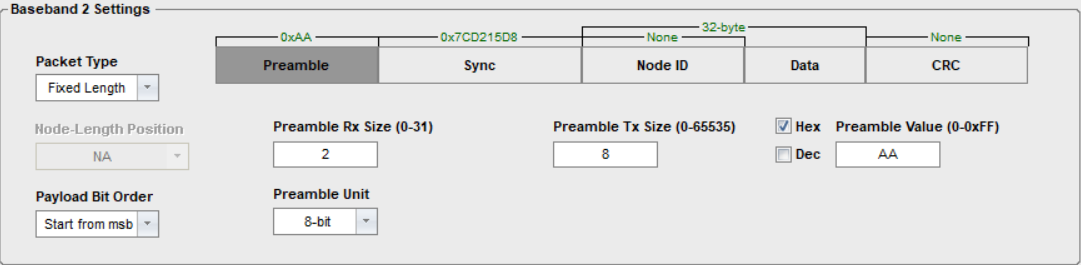 Baseband 2 Settings
32-byte
0xAA 0x7CD215D8 None None
Preamble Sync Node ID Data CRC
Packet Type
Fixed Length
Node-Length Position
NA
Payload Bit Order
Start from msb
Preamble Rx Size (0-31)
2
Preamble Unit
8-bit
Preamble Tx Size (0-65535)
8
Hex
Dec
Preamble Value (0-0xFF)
AA